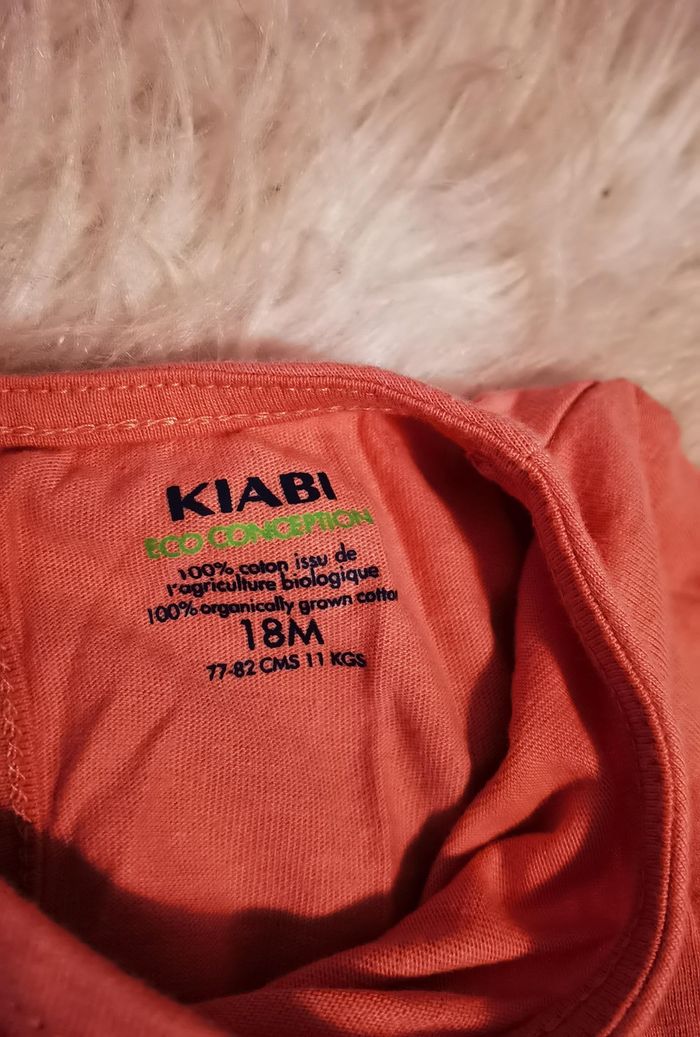 KIABI
ECO CONCEPTION
100% coton issu de
l'agriculture biologique
100% organically grown cotton
18M
77-82 CMS 11 KGS